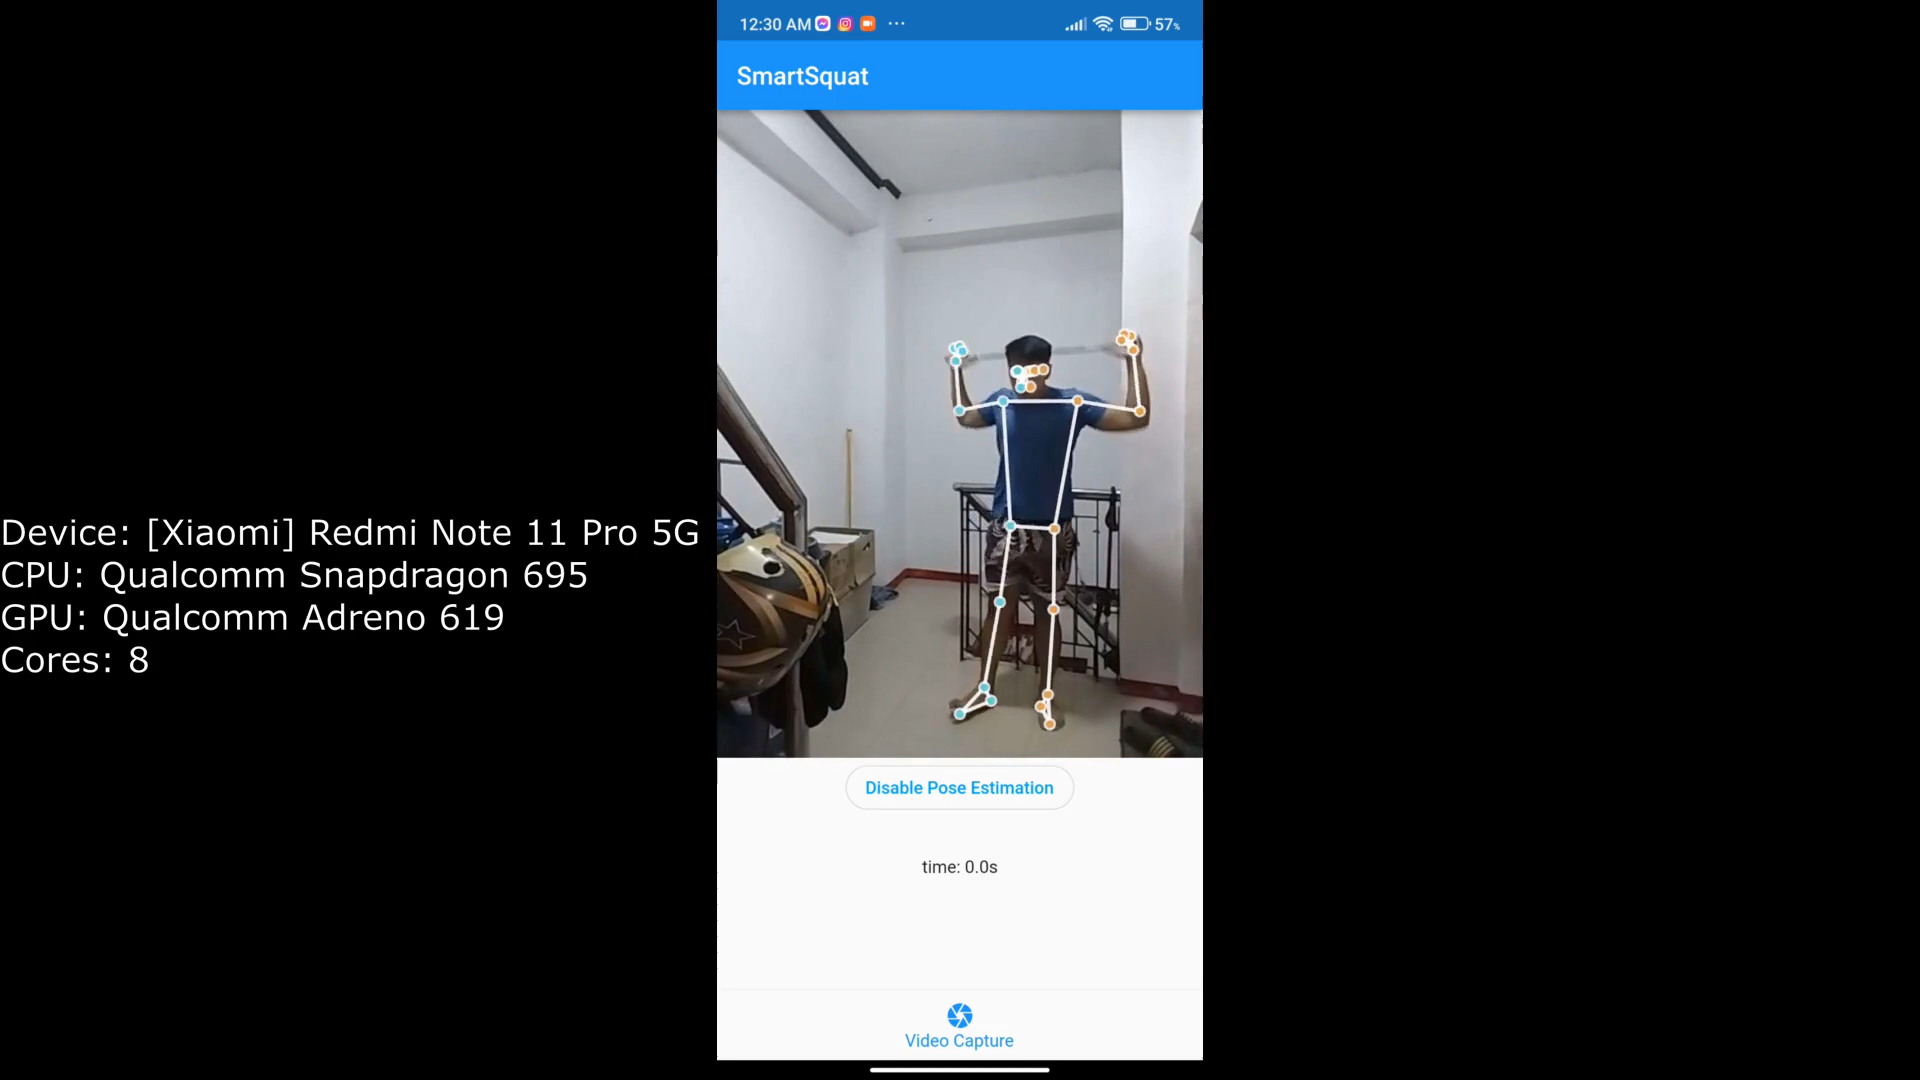 12:30 AM
57%
SmartSquat
Device: [Xiaomi] Redmi Note 11 Pro 5G
CPU: Qualcomm Snapdragon 695
GPU: Qualcomm Adreno 619
Cores: 8
Disable Pose Estimation
time: 0.0s
Video Capture